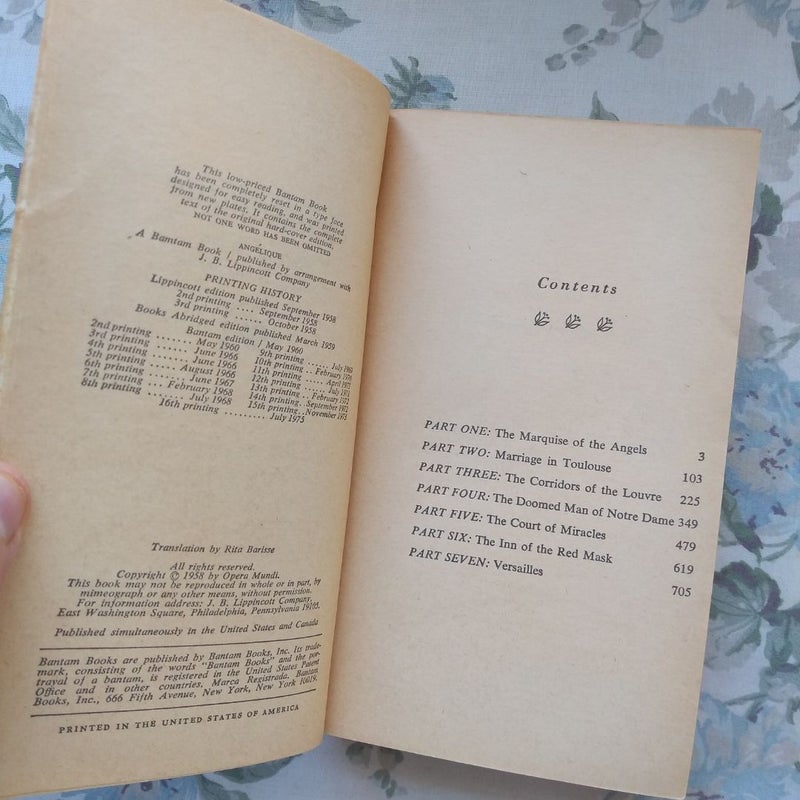 This low-priced Bantam Book
has been completely reset in a type face
designed for easy reading, and was printed
from new plates. It contains the complete
text of the original hard-cover edition.
NOT ONE WORD HAS BEEN OMITTED
ANGÉLIQUE
A Bantam Book / published by arrangement with
J. B. Lippincott Company
PRINTING HISTORY
Lippincott edition published September 1958
2nd printing .... September 1958
3rd printing ...... October 1958
Books Abridged edition published March 1959
Bantam edition / May 1960
2nd printing ....... May 1960
3rd printing ...... June 1966
4th printing ...... June 1966
5th printing .... August 1966
6th printing ...... June 1967
7th printing ... February 1968
8th printing ...... July 1968
9th printing ...... July 1969
10th printing ... February 1970
11th printing ..... April 1971
12th printing ...... July 1971
13th printing ... February 1972
14th printing .. September 1972
15th printing .. November 1973
16th printing ......... July 1975
Translation by Rita Barisse
All rights reserved.
Copyright © 1958 by Opera Mundi.
This book may not be reproduced in whole or in part, by
mimeograph or any other means, without permission.
For information address: J. B. Lippincott Company,
East Washington Square, Philadelphia, Pennsylvania 19105.
Published simultaneously in the United States and Canada
Bantam Books are published by Bantam Books, Inc. Its trade-
mark, consisting of the words "Bantam Books" and the por-
trayal of a bantam, is registered in the United States Patent
Office and in other countries. Marca Registrada. Bantam
Books, Inc., 666 Fifth Avenue, New York, New York 10019.
PRINTED IN THE UNITED STATES OF AMERICA
Contents
PART ONE: The Marquise of the Angels 3
PART TWO: Marriage in Toulouse 103
PART THREE: The Corridors of the Louvre 225
PART FOUR: The Doomed Man of Notre Dame 349
PART FIVE: The Court of Miracles 479
PART SIX: The Inn of the Red Mask 619
PART SEVEN: Versailles 705